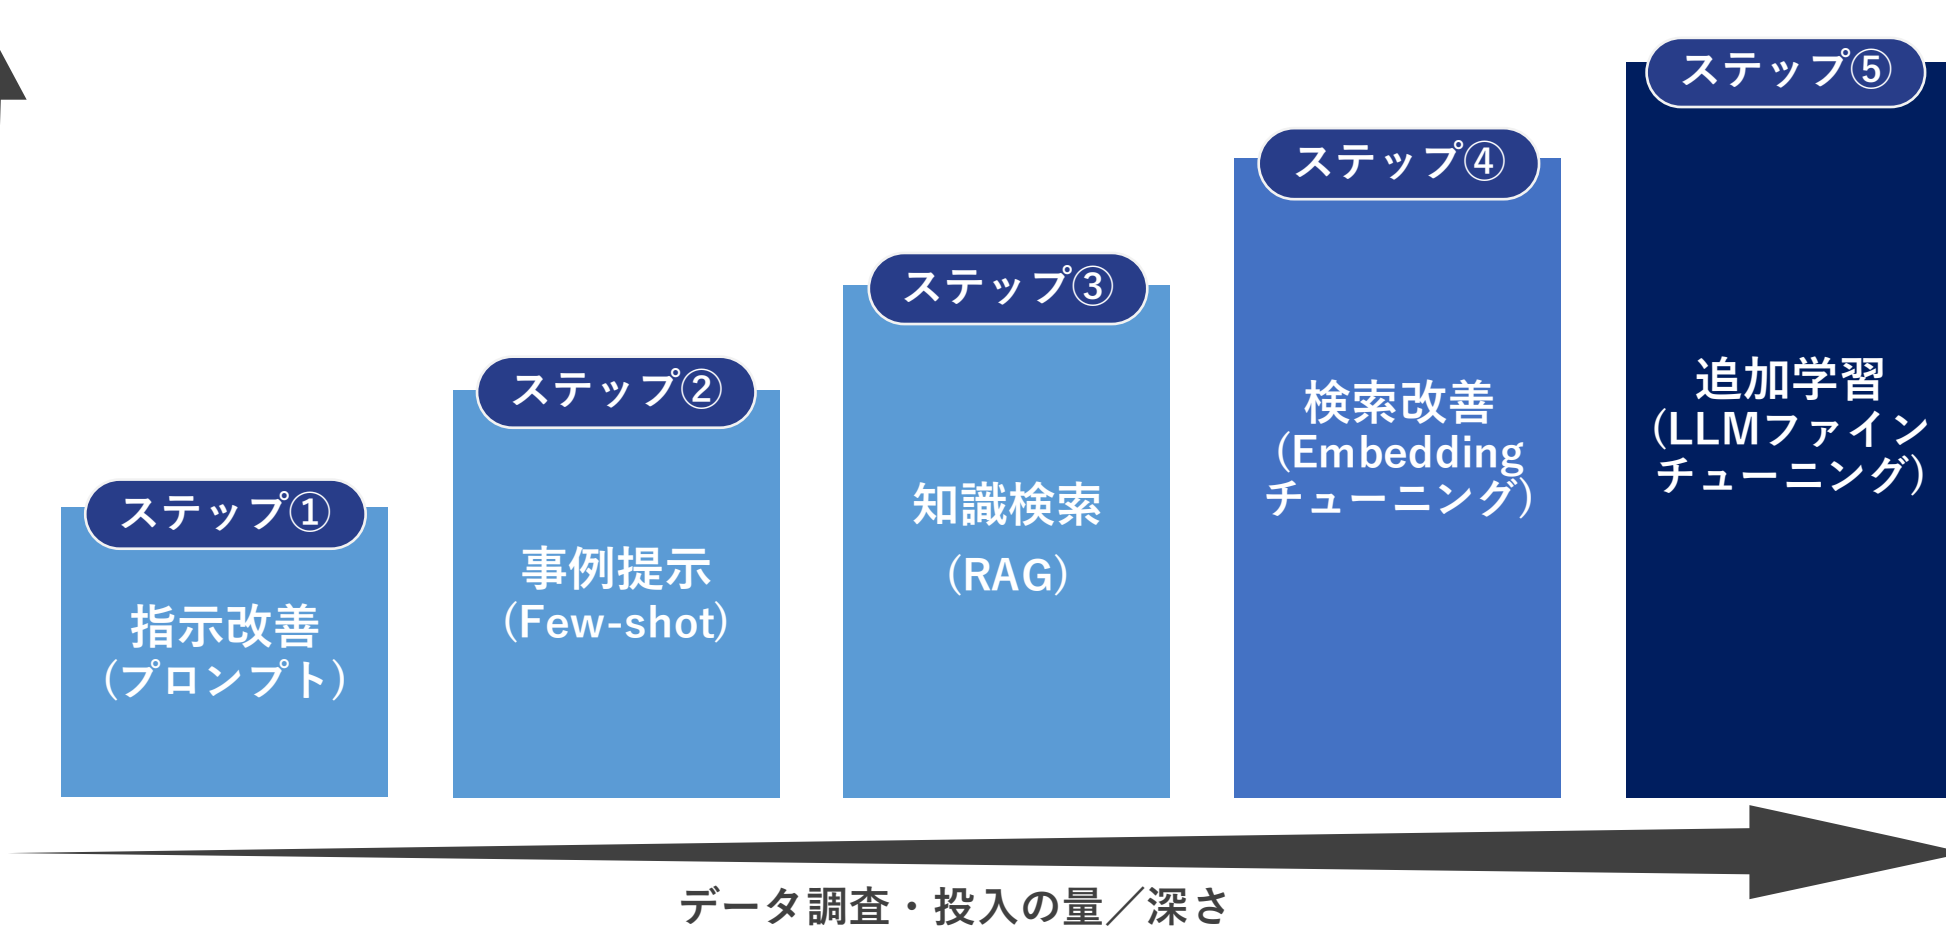 ステップ①
指示改善
(プロンプト)
ステップ②
事例提示
(Few-shot)
ステップ③
知識検索
(RAG)
ステップ④
検索改善
(Embedding
チューニング)
ステップ⑤
追加学習
(LLMファイン
チューニング)
データ調査・投入の量／深さ